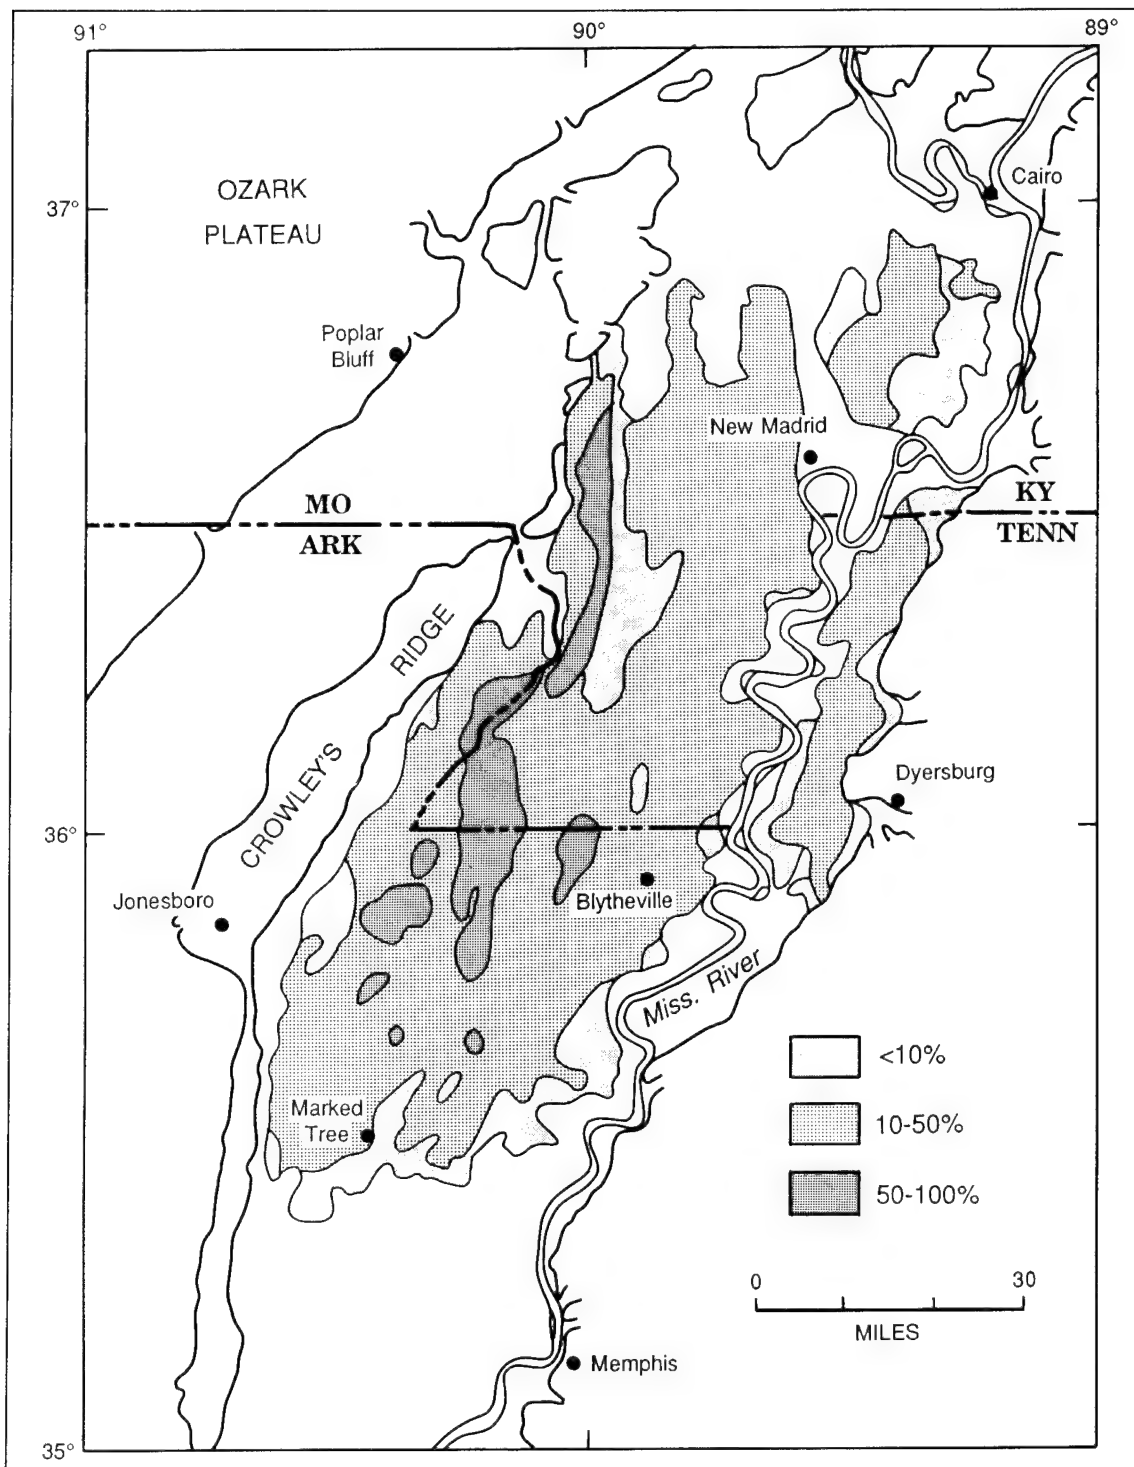 91°
90°
89°
Cairo
OZARK
PLATEAU
37°
Poplar
Bluff
New Madrid
MO
ARK
KY
TENN
CROWLEY'S RIDGE
Dyersburg
36°
Blytheville
Jonesboro
Miss. River
<10%
Marked
Tree
10-50%
50-100%
0
30
MILES
Memphis
35°